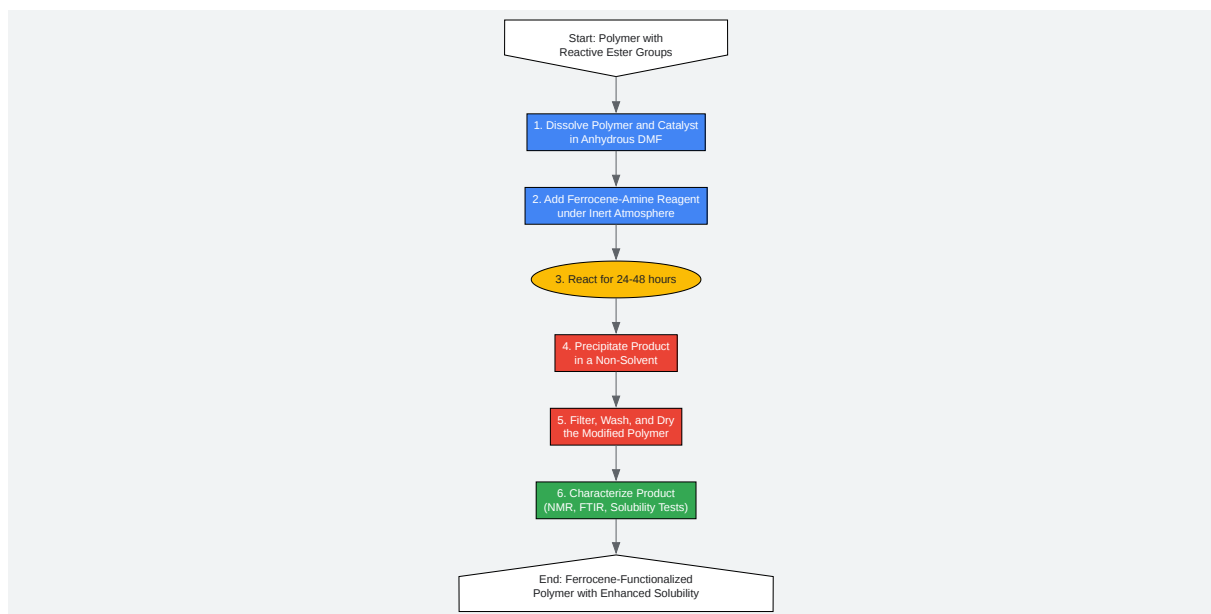 Start: Polymer with
Reactive Ester Groups
1. Dissolve Polymer and Catalyst
in Anhydrous DMF
2. Add Ferrocene-Amine Reagent
under Inert Atmosphere
3. React for 24-48 hours
4. Precipitate Product
in a Non-Solvent
5. Filter, Wash, and Dry
the Modified Polymer
6. Characterize Product
(NMR, FTIR, Solubility Tests)
End: Ferrocene-Functionalized
Polymer with Enhanced Solubility